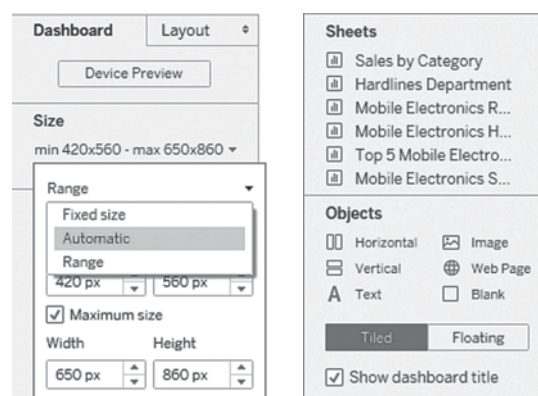 Dashboard Layout
Device Preview
Size
min 420x560 - max 650x860
Range
Fixed size
Automatic
Range
420 px 560 px
Maximum size
Width Height
650 px 860 px
Sheets
Sales by Category
Hardlines Department
Mobile Electronics R...
Mobile Electronics H...
Top 5 Mobile Electro...
Mobile Electronics S...
Objects
Horizontal Image
Vertical Web Page
A Text Blank
Tiled Floating
Show dashboard title